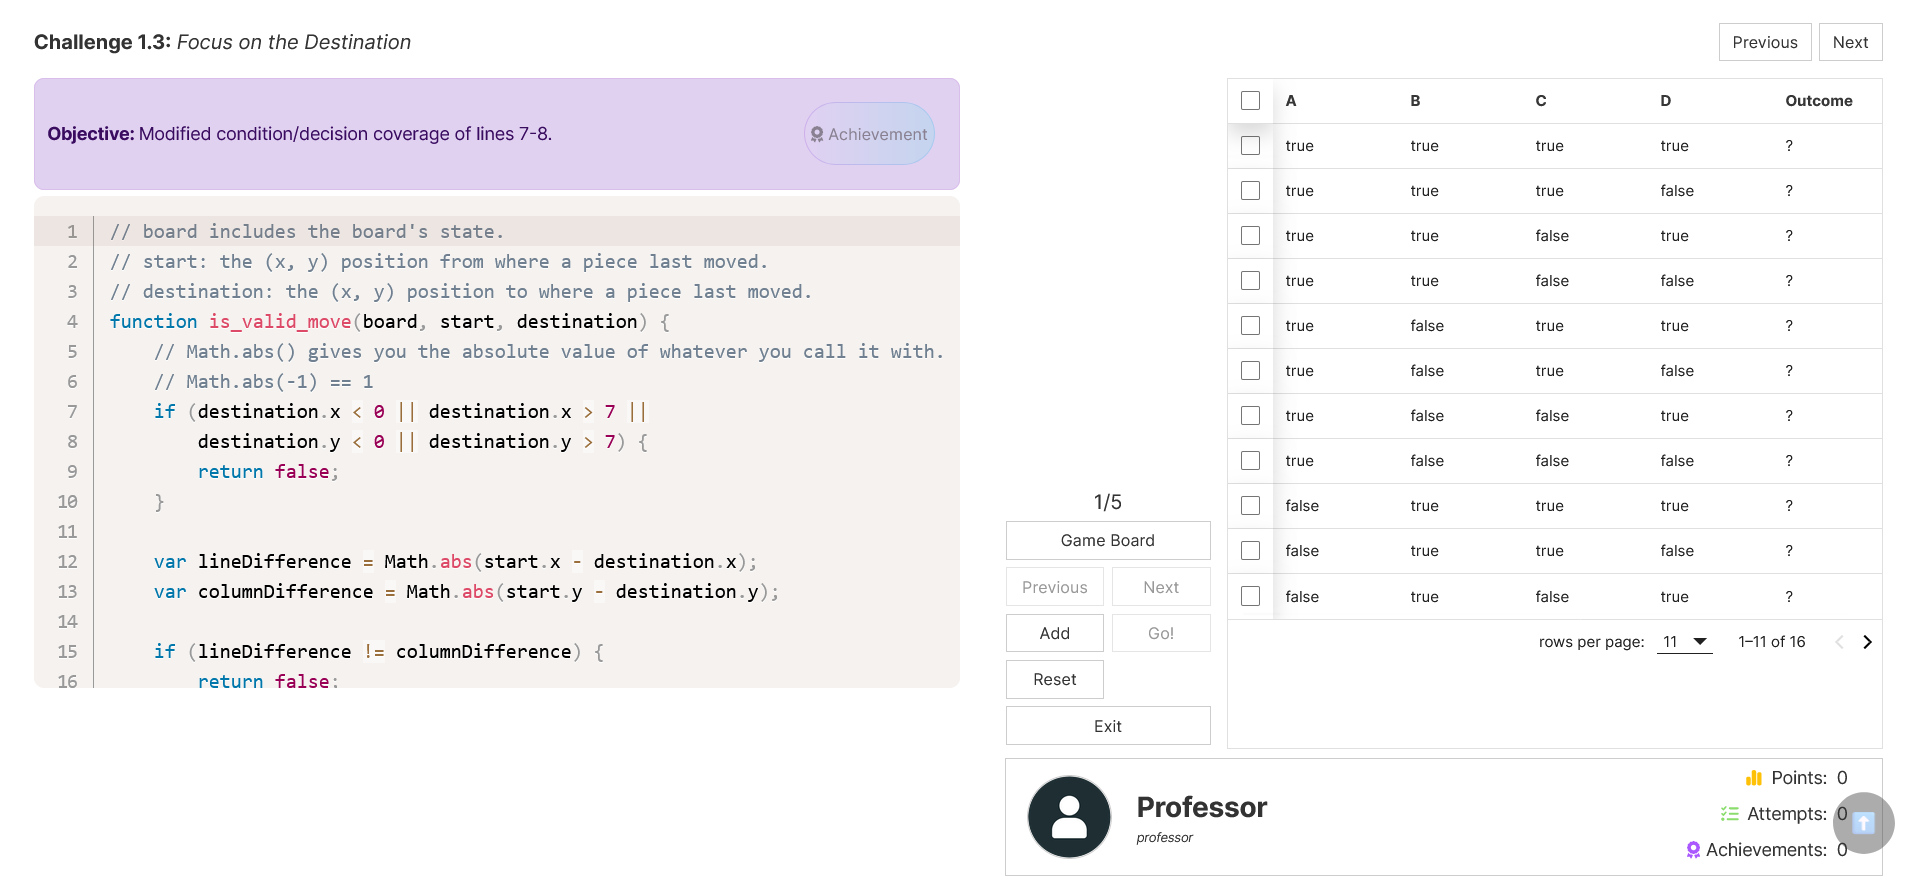 Challenge 1.3: Focus on the Destination
Previous
Next
Objective: Modified condition/decision coverage of lines 7-8.
Achievement
1 // board includes the board's state.
2 // start: the (x, y) position from where a piece last moved.
3 // destination: the (x, y) position to where a piece last moved.
4 function is_valid_move(board, start, destination) {
5 // Math.abs() gives you the absolute value of whatever you call it with.
6 // Math.abs(-1) == 1
7 if (destination.x < 0 || destination.x > 7 ||
8 destination.y < 0 || destination.y > 7) {
9 return false;
10 }
11
12 var lineDifference = Math.abs(start.x - destination.x);
13 var columnDifference = Math.abs(start.y - destination.y);
14
15 if (lineDifference != columnDifference) {
16 return false;
1/5
Game Board
Previous
Next
Add
Go!
Reset
Exit
A B C D Outcome
true true true true ?
true true true false ?
true true false true ?
true true false false ?
true false true true ?
true false true false ?
true false false true ?
true false false false ?
false true true true ?
false true true false ?
false true false true ?
rows per page: 11 1–11 of 16
Professor
professor
Points: 0
Attempts: 0
Achievements: 0